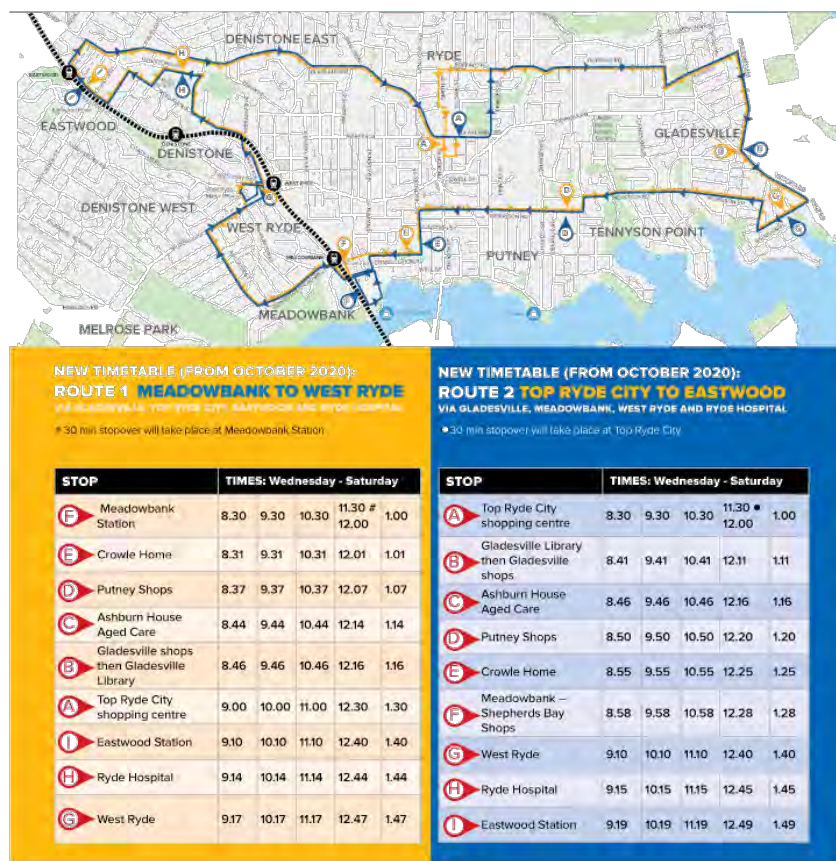 DENISTONE EAST
RYDE
EASTWOOD
EASTWOOD
DENISTONE
DENISTONE
GLADESVILLE
DENISTONE WEST
WEST RYDE
WEST RYDE
TENNYSON POINT
PUTNEY
MEADOWBANK
MEADOWBANK
MELROSE PARK
H
H
A
A
B
C
D
D
E
E
F
NEW TIMETABLE (FROM OCTOBER 2020):
ROUTE 1 MEADOWBANK TO WEST RYDE
VIA GLADESVILLE, TOP RYDE CITY, EASTWOOD AND RYDE HOSPITAL
# 30 min stopover will take place at Meadowbank Station
STOP TIMES: Wednesday - Saturday
F Meadowbank
Station 8.30 9.30 10.30 11.30 # 12.00 1.00
E Crowle Home 8.31 9.31 10.31 12.01 1.01
D Putney Shops 8.37 9.37 10.37 12.07 1.07
C Ashburn House
Aged Care 8.44 9.44 10.44 12.14 1.14
B Gladesville shops
then Gladesville
Library 8.46 9.46 10.46 12.16 1.16
A Top Ryde City
shopping centre 9.00 10.00 11.00 12.30 1.30
I Eastwood Station 9.10 10.10 11.10 12.40 1.40
H Ryde Hospital 9.14 10.14 11.14 12.44 1.44
G West Ryde 9.17 10.17 11.17 12.47 1.47
NEW TIMETABLE (FROM OCTOBER 2020):
ROUTE 2 TOP RYDE CITY TO EASTWOOD
VIA GLADESVILLE, MEADOWBANK, WEST RYDE AND RYDE HOSPITAL
● 30 min stopover will take place at Top Ryde City
STOP TIMES: Wednesday - Saturday
A Top Ryde City
shopping centre 8.30 9.30 10.30 11.30 ● 12.00 1.00
B Gladesville Library
then Gladesville
shops 8.41 9.41 10.41 12.11 1.11
C Ashburn House
Aged Care 8.46 9.46 10.46 12.16 1.16
D Putney Shops 8.50 9.50 10.50 12.20 1.20
E Crowle Home 8.55 9.55 10.55 12.25 1.25
F Meadowbank –
Shepherds Bay
Shops 8.58 9.58 10.58 12.28 1.28
G West Ryde 9.10 10.10 11.10 12.40 1.40
H Ryde Hospital 9.15 10.15 11.15 12.45 1.45
I Eastwood Station 9.19 10.19 11.19 12.49 1.49